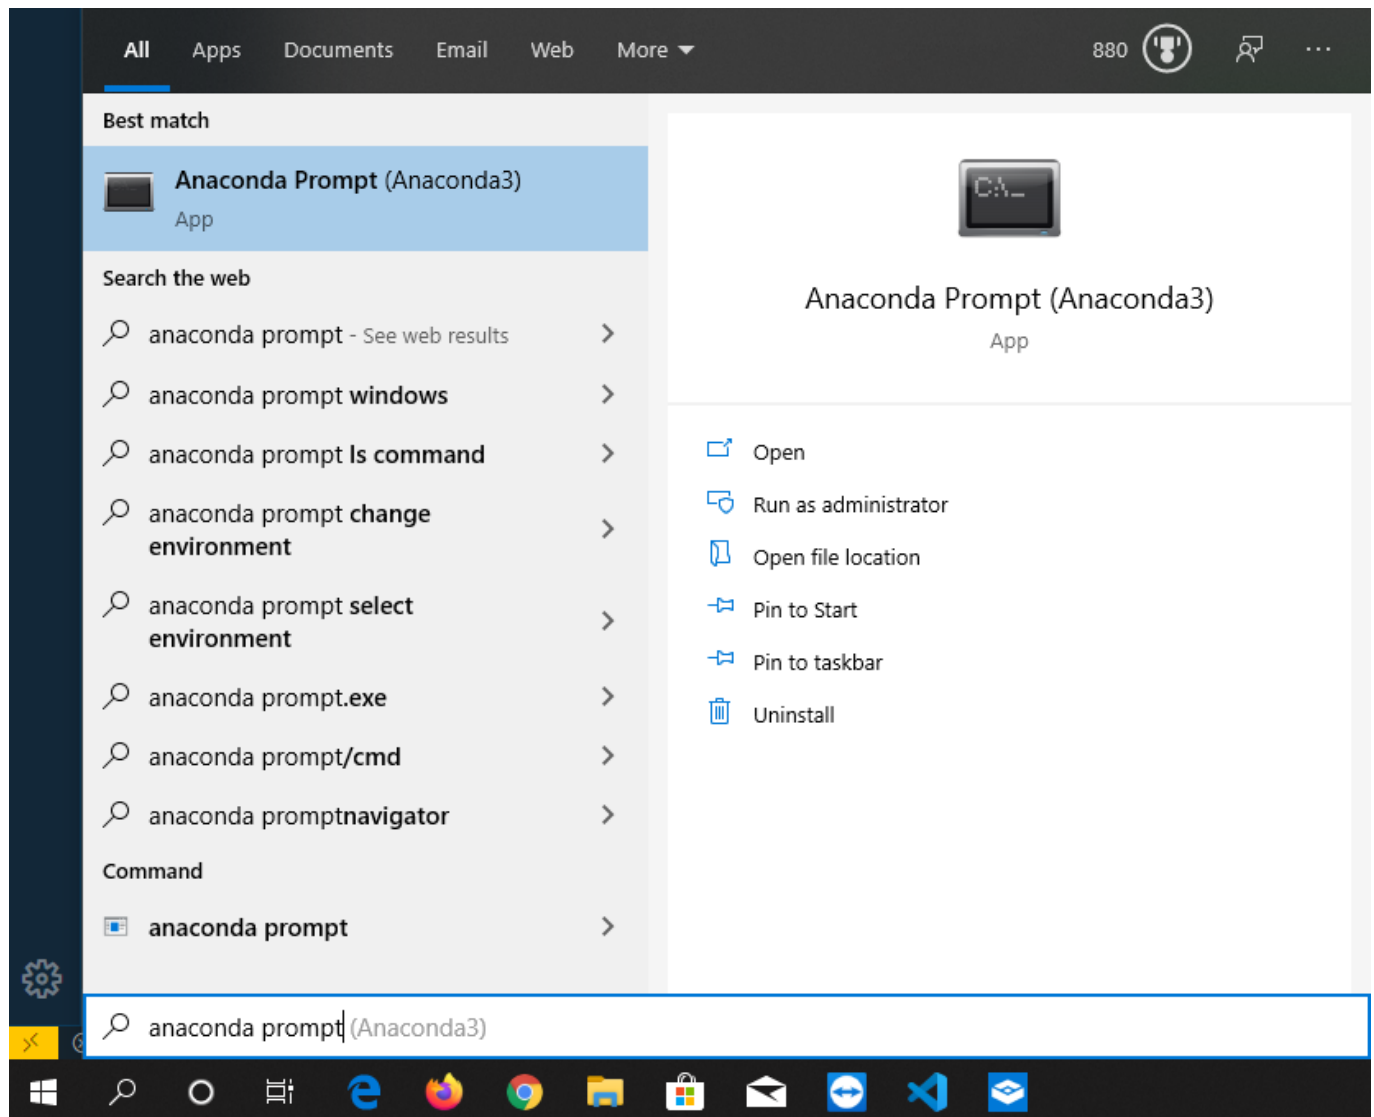 All Apps Documents Email Web More 880 ...
Best match
Anaconda Prompt (Anaconda3)
App
Search the web
anaconda prompt - See web results
anaconda prompt windows
anaconda prompt ls command
anaconda prompt change
environment
anaconda prompt select
environment
anaconda prompt.exe
anaconda prompt/cmd
anaconda promptnavigator
Command
anaconda prompt
C:\_
Anaconda Prompt (Anaconda3)
App
Open
Run as administrator
Open file location
Pin to Start
Pin to taskbar
Uninstall
anaconda prompt (Anaconda3)